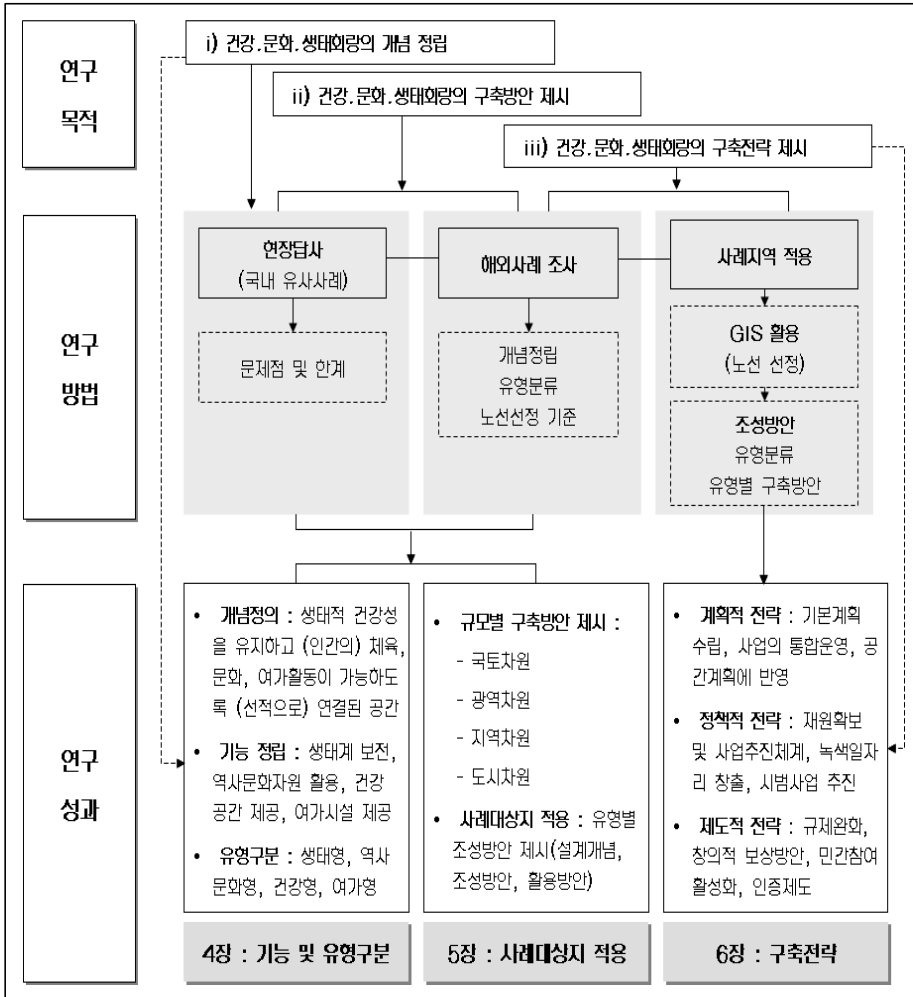 연구
목적
i) 건강.문화.생태회랑의 개념 정립
ii) 건강.문화.생태회랑의 구축방안 제시
iii) 건강.문화.생태회랑의 구축전략 제시
연구
방법
현장답사
(국내 유사사례)
문제점 및 한계
해외사례 조사
개념정립
유형분류
노선선정 기준
사례지역 적용
GIS 활용
(노선 선정)
조성방안
유형분류
유형별 구축방안
연구
성과
• 개념정의 : 생태적 건강성
을 유지하고 (인간의) 체육,
문화, 여가활동이 가능하도
록 (선적으로) 연결된 공간
• 기능 정립 : 생태계 보전,
역사문화자원 활용, 건강
공간 제공, 여가시설 제공
• 유형구분 : 생태형, 역사
문화형, 건강형, 여가형
4장 : 기능 및 유형구분
• 규모별 구축방안 제시 :
- 국토차원
- 광역차원
- 지역차원
- 도시차원
• 사례대상지 적용 : 유형별
조성방안 제시(설계개념,
조성방안, 활용방안)
5장 : 사례대상지 적용
• 계획적 전략 : 기본계획
수립, 사업의 통합운영, 공
간계획에 반영
• 정책적 전략 : 재원확보
및 사업추진체계, 녹색일자
리 창출, 시범사업 추진
• 제도적 전략 : 규제완화,
창의적 보상방안, 민간참여
활성화, 인증제도
6장 : 구축전략